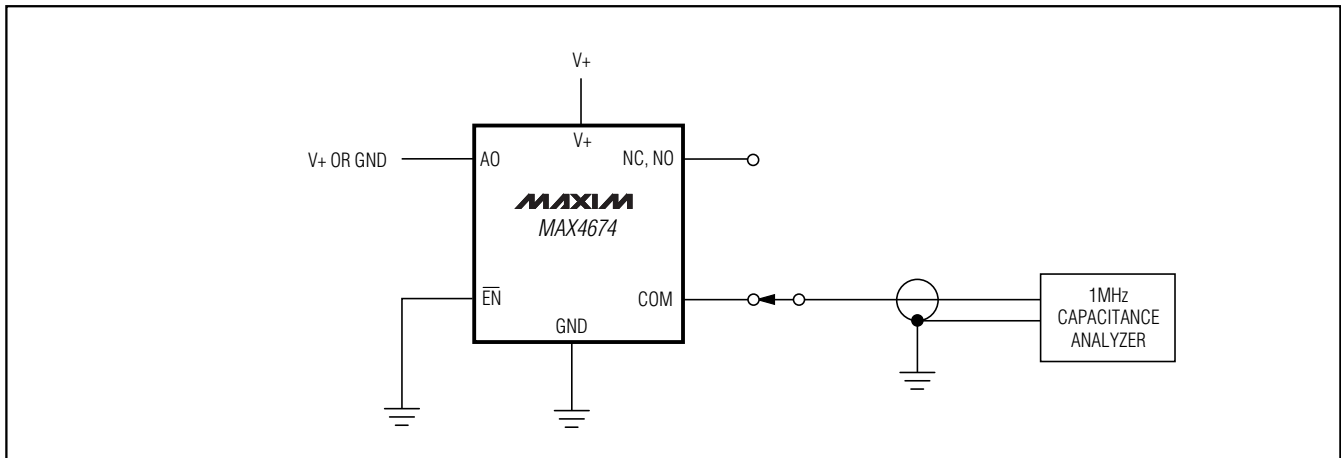 V+
V+
V+ OR GND
AO
NC, NO
MAXIM
MAX4674
EN
COM
GND
1MHz
CAPACITANCE
ANALYZER